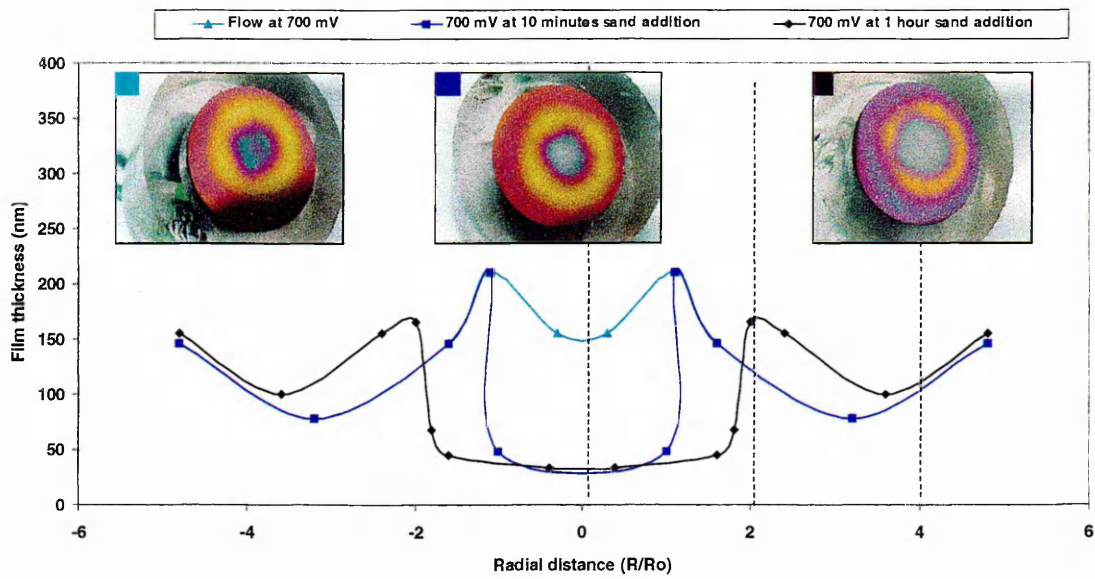 Flow at 700 mV 700 mV at 10 minutes sand addition 700 mV at 1 hour sand addition
400
350
300
250
200
150
100
50
0
Film thickness (nm)
-6 -4 -2 0 2 4 6
Radial distance (R/Ro)